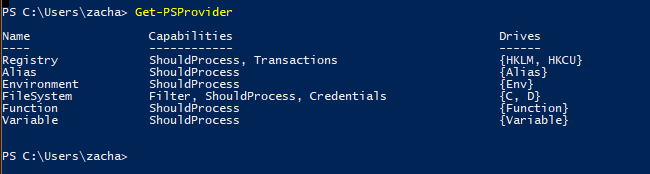 PS C:\Users\zacha> Get-PSProvider
Name Capabilities Drives
---- ------------ ------
Registry ShouldProcess, Transactions {HKLM, HKCU}
Alias ShouldProcess {Alias}
Environment ShouldProcess {Env}
FileSystem Filter, ShouldProcess, Credentials {C, D}
Function ShouldProcess {Function}
Variable ShouldProcess {Variable}
PS C:\Users\zacha>